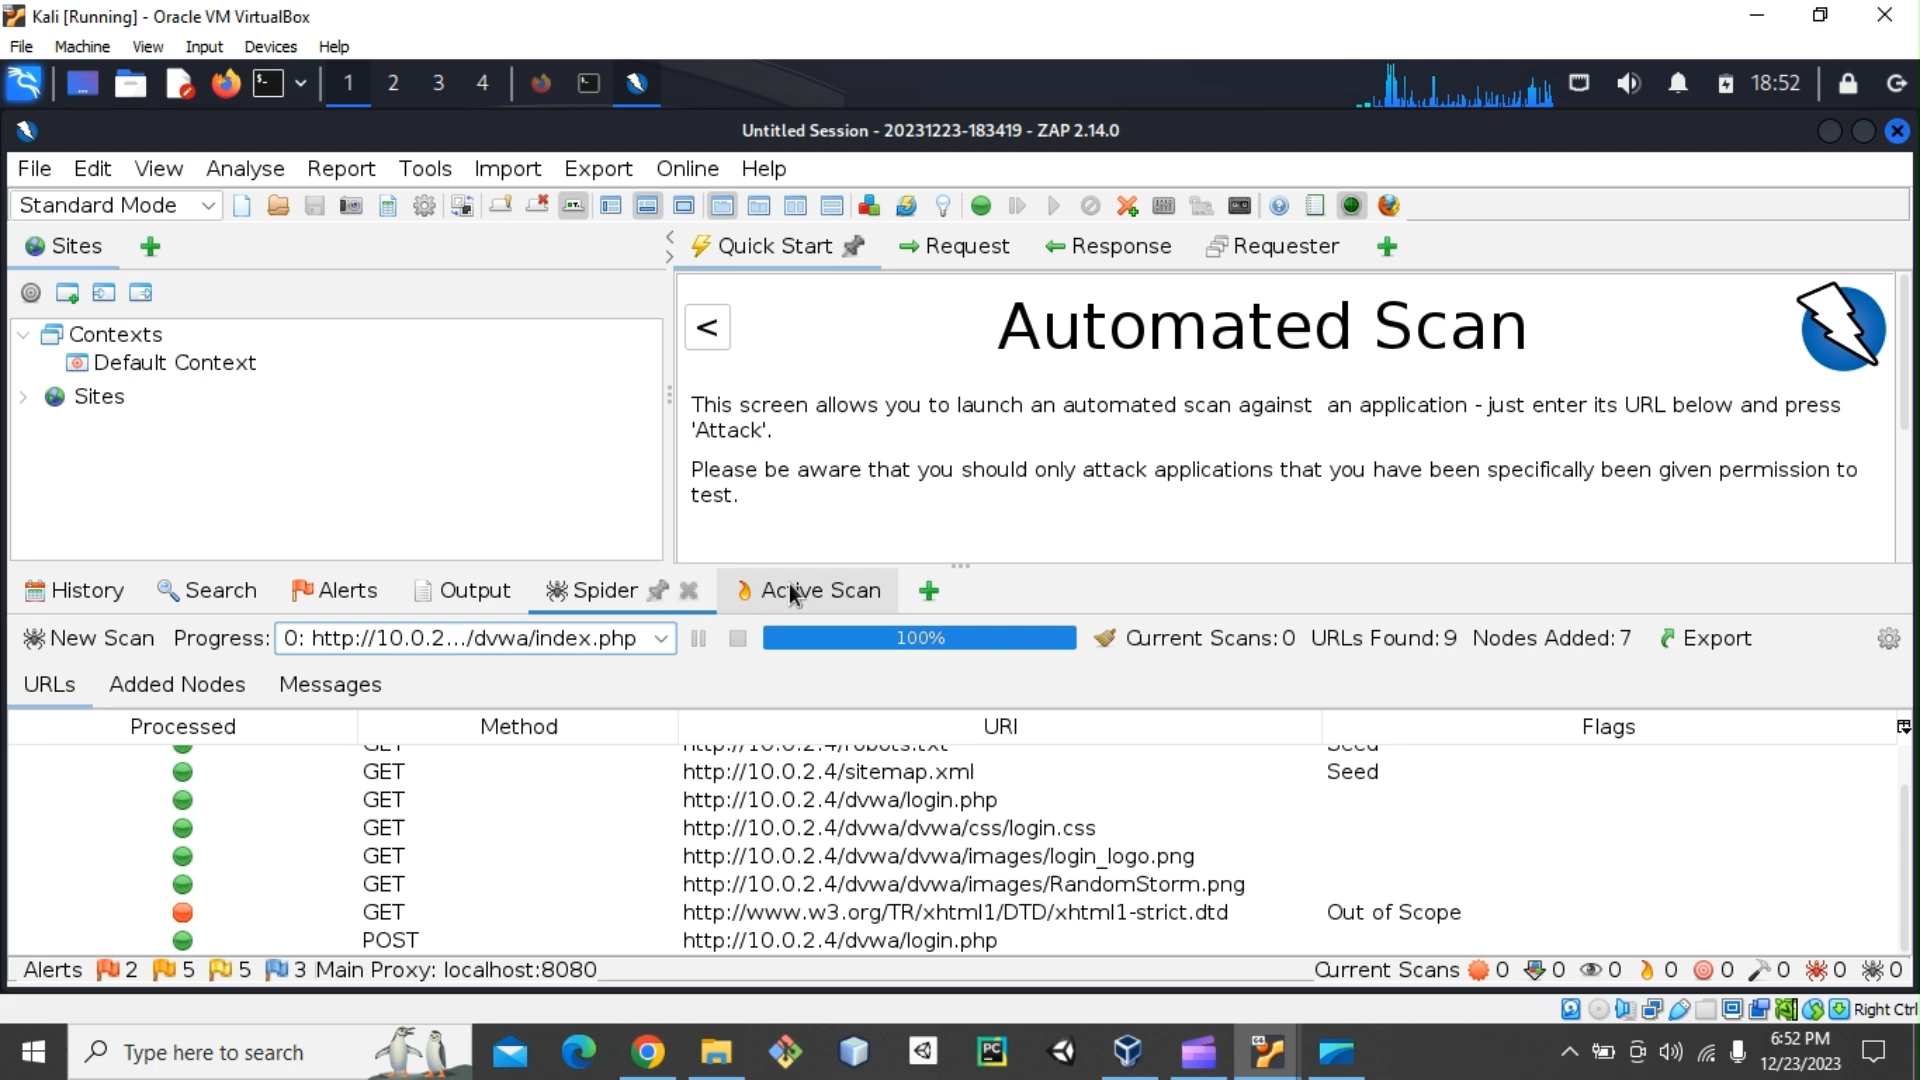 Kali [Running] - Oracle VM VirtualBox
File Machine View Input Devices Help
1 2 3 4 18:52
Untitled Session - 20231223-183419 - ZAP 2.14.0
File Edit View Analyse Report Tools Import Export Online Help
Standard Mode
Sites Quick Start Request Response Requester
Contexts
Default Context
Sites
<
Automated Scan
This screen allows you to launch an automated scan against an application - just enter its URL below and press
'Attack'.
Please be aware that you should only attack applications that you have been specifically been given permission to
test.
History Search Alerts Output Spider Active Scan
New Scan Progress: 0: http://10.0.2.../dvwa/index.php 100% Current Scans: 0 URLs Found: 9 Nodes Added: 7 Export
URLs Added Nodes Messages
Processed Method URI Flags
GET http://10.0.2.4/robots.txt Seed
GET http://10.0.2.4/sitemap.xml Seed
GET http://10.0.2.4/dvwa/login.php
GET http://10.0.2.4/dvwa/dvwa/css/login.css
GET http://10.0.2.4/dvwa/dvwa/images/login_logo.png
GET http://10.0.2.4/dvwa/dvwa/images/RandomStorm.png
GET http://www.w3.org/TR/xhtml1/DTD/xhtml1-strict.dtd Out of Scope
POST http://10.0.2.4/dvwa/login.php
Alerts 2 5 5 3 Main Proxy: localhost:8080 Current Scans 0 0 0 0 0 0 0 0
Right Ctrl
Type here to search
PC
64
6:52 PM
12/23/2023